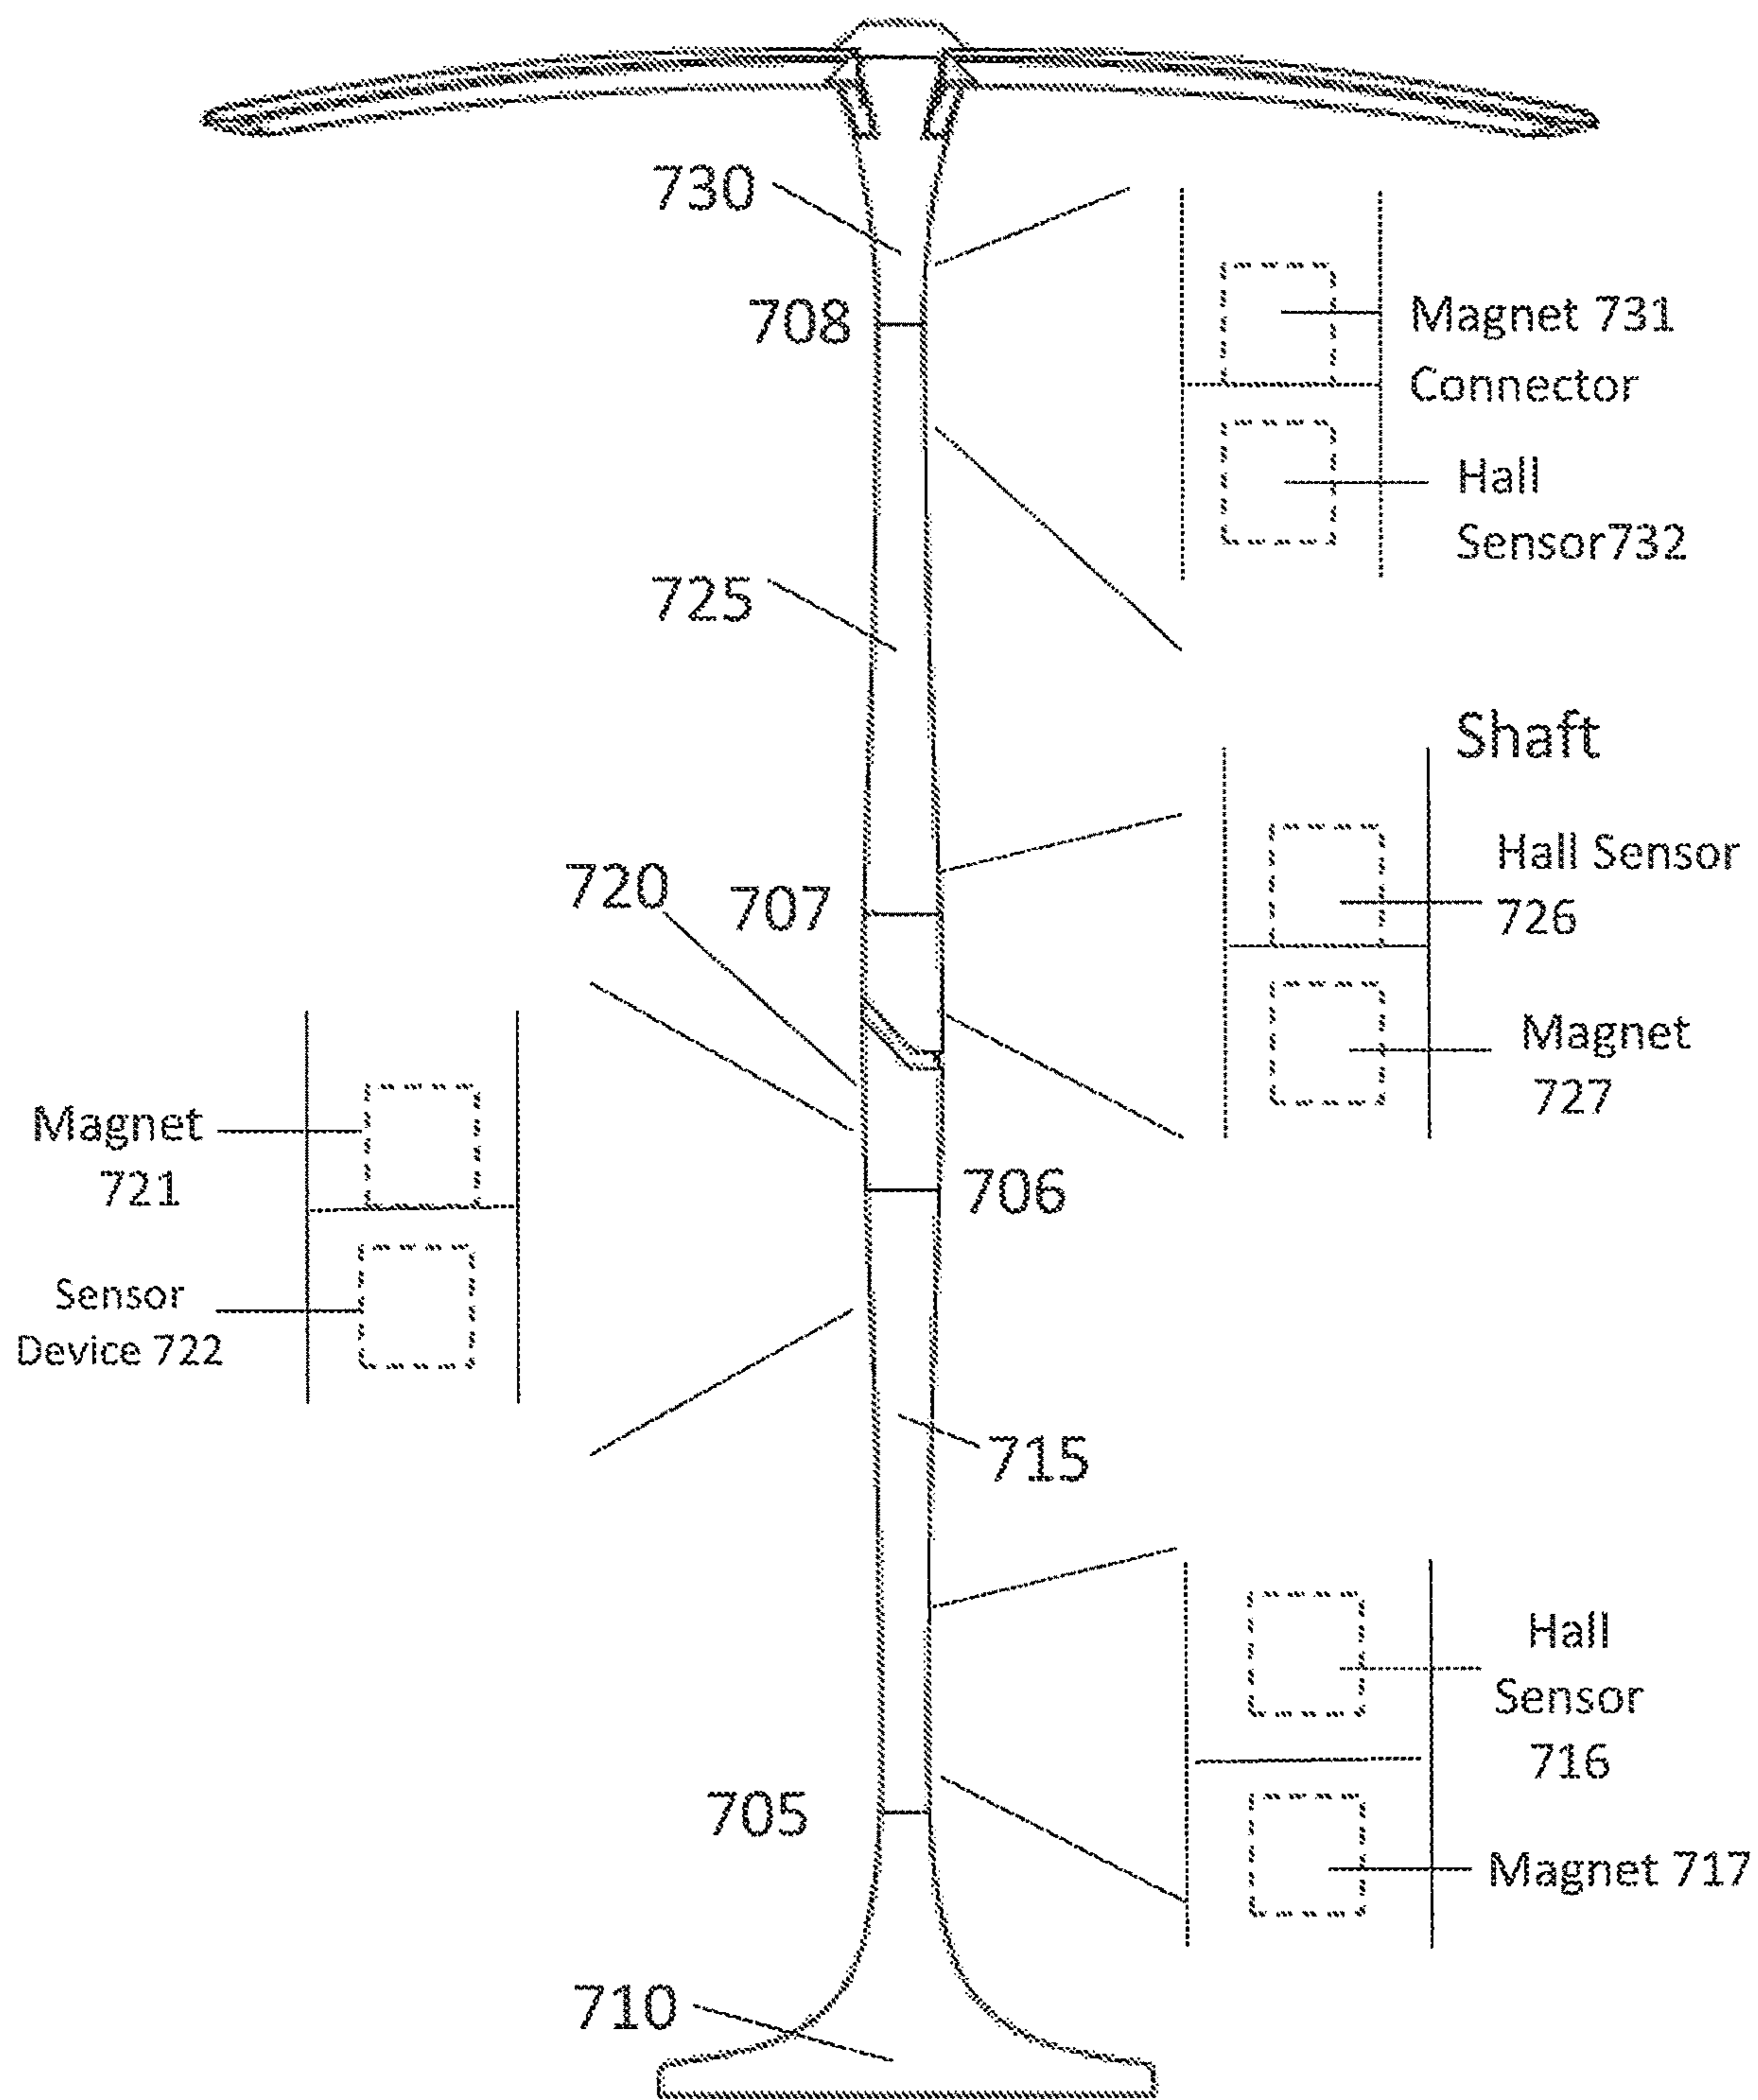 730
708
Magnet 731
Connector
Hall
Sensor732
725
Shaft
Hall Sensor
726
720
707
Magnet
727
Magnet
721
706
Sensor
Device 722
715
Hall
Sensor
716
705
Magnet 717
710